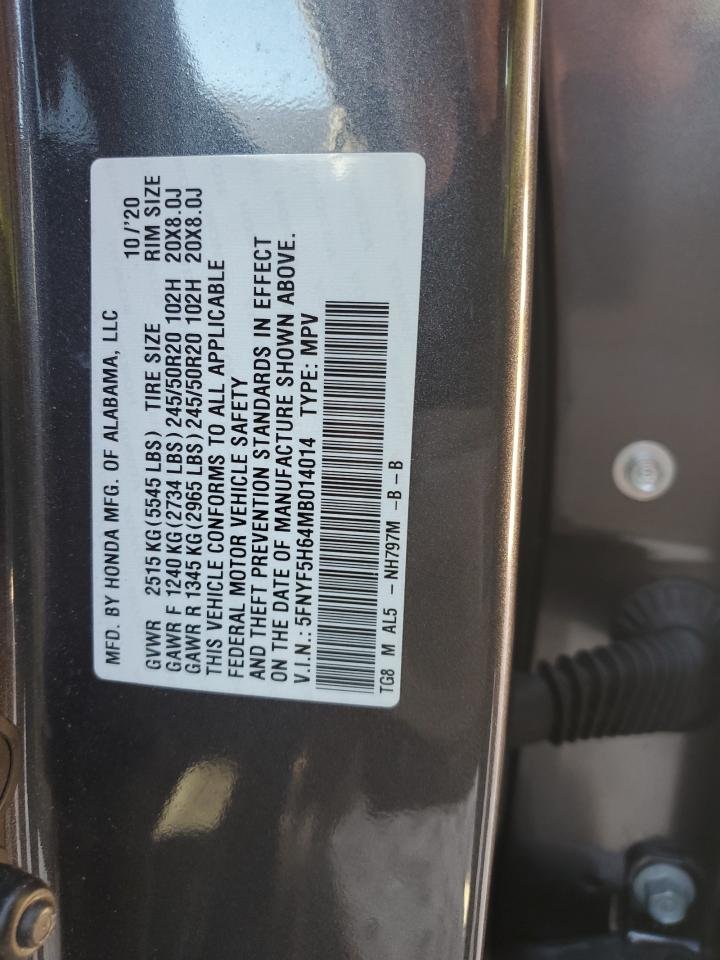 MFD. BY HONDA MFG. OF ALABAMA, LLC 10/'20
GVWR 2515 KG (5545 LBS) TIRE SIZE RIM SIZE
GAWR F 1240 KG (2734 LBS) 245/50R20 102H 20X8.0J
GAWR R 1345 KG (2965 LBS) 245/50R20 102H 20X8.0J
THIS VEHICLE CONFORMS TO ALL APPLICABLE
FEDERAL MOTOR VEHICLE SAFETY
AND THEFT PREVENTION STANDARDS IN EFFECT
ON THE DATE OF MANUFACTURE SHOWN ABOVE.
V.I.N.: 5FNYF5H64MB014014 TYPE: MPV
TG8 M AL5 - NH797M -B -B